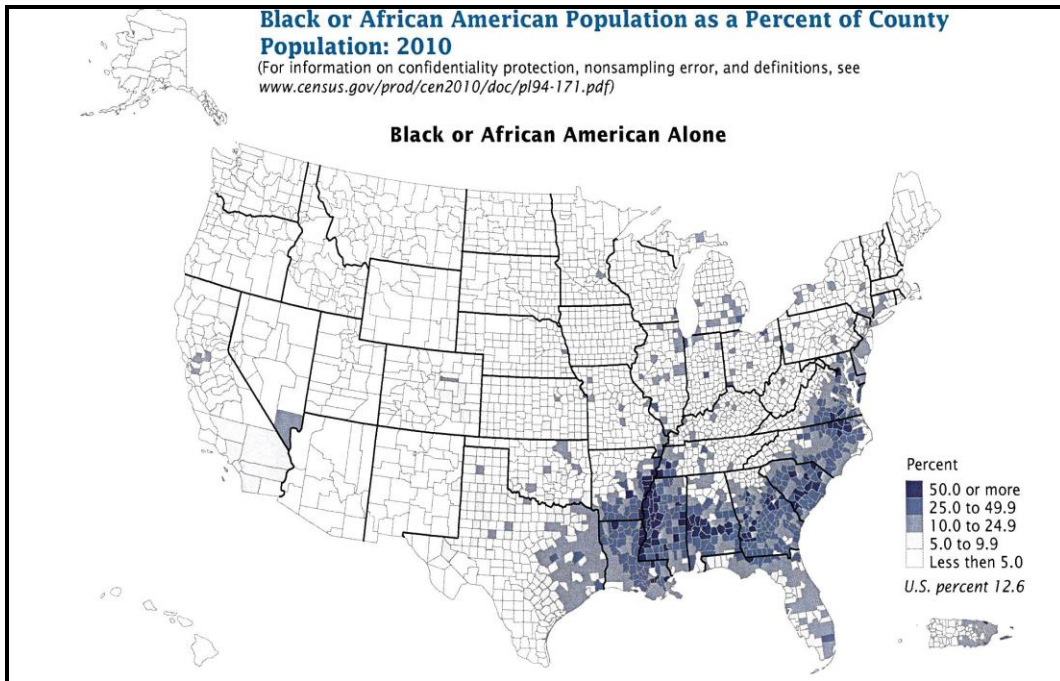 Black or African American Population as a Percent of County
Population: 2010
(For information on confidentiality protection, nonsampling error, and definitions, see
www.census.gov/prod/cen2010/doc/pl94-171.pdf)
Black or African American Alone
Percent
50.0 or more
25.0 to 49.9
10.0 to 24.9
5.0 to 9.9
Less then 5.0
U.S. percent 12.6